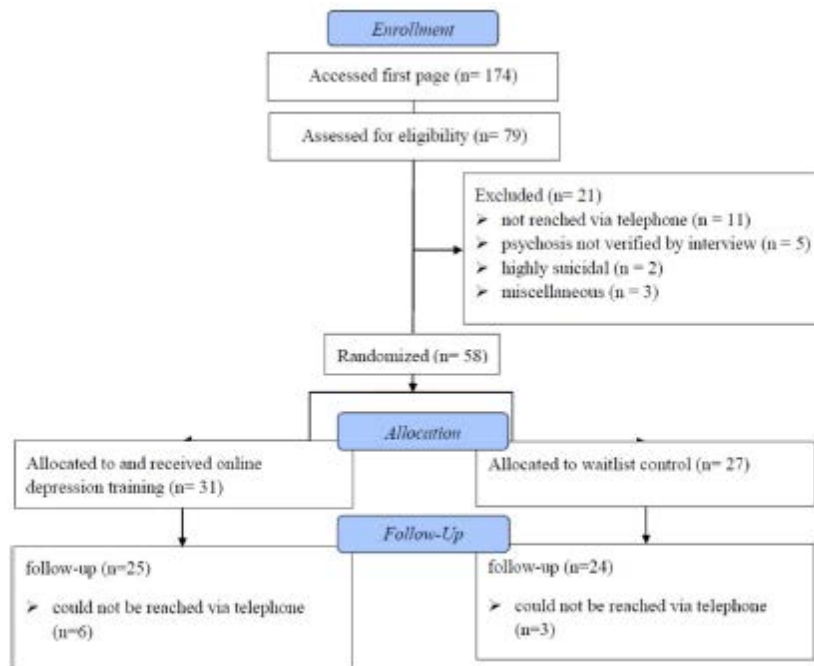 Enrollment
Accessed first page (n= 174)
Assessed for eligibility (n= 79)
Excluded (n= 21)
➢ not reached via telephone (n = 11)
➢ psychosis not verified by interview (n = 5)
➢ highly suicidal (n = 2)
➢ miscellaneous (n = 3)
Randomized (n= 58)
Allocation
Allocated to and received online
depression training (n= 31)
Allocated to waitlist control (n= 27)
Follow-Up
follow-up (n=25)
➢ could not be reached via telephone
(n=6)
follow-up (n=24)
➢ could not be reached via telephone
(n=3)